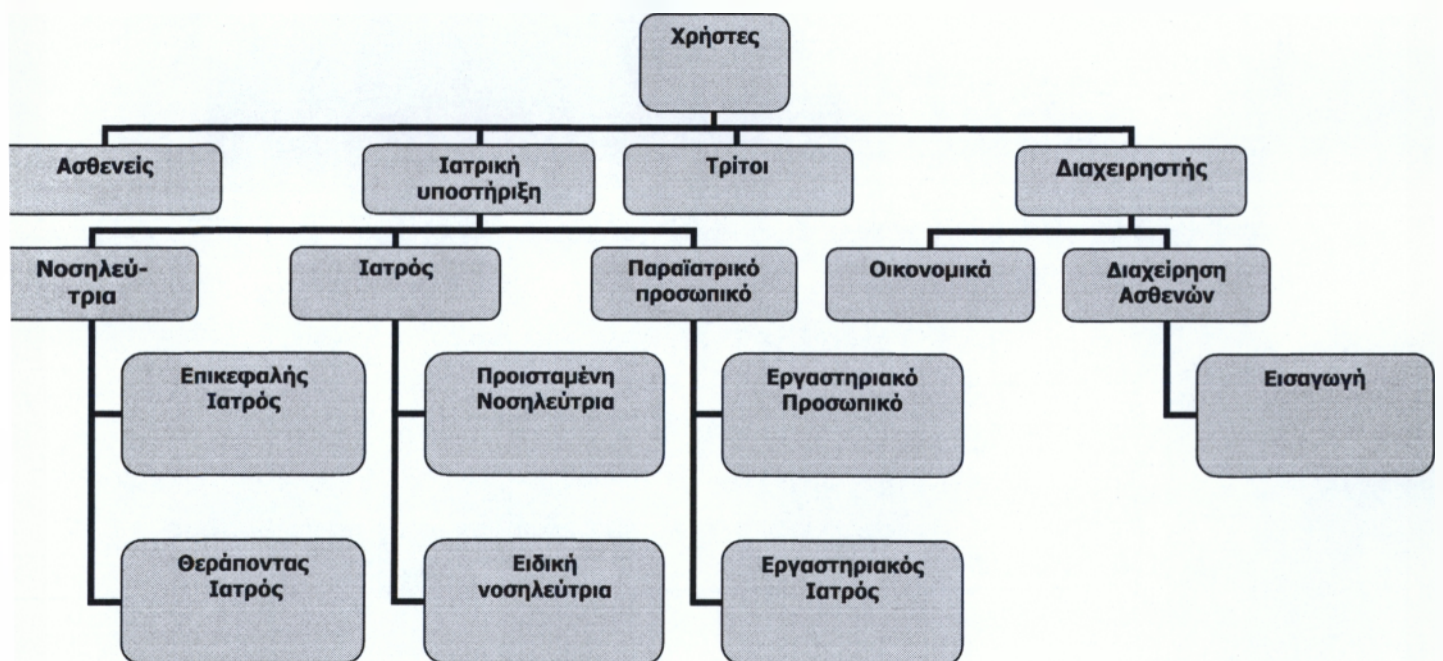 Χρήστες
Ασθενείς
Ιατρική
υποστήριξη
Τρίτοι
Διαχειρηστής
Νοσηλεύ-
τρια
Ιατρός
Παραϊατρικό
προσωπικό
Οικονομικά
Διαχείρηση
Ασθενών
Επικεφαλής
Ιατρός
Προισταμένη
Νοσηλεύτρια
Εργαστηριακό
Προσωπικό
Εισαγωγή
Θεράποντας
Ιατρός
Ειδική
νοσηλεύτρια
Εργαστηριακός
Ιατρός